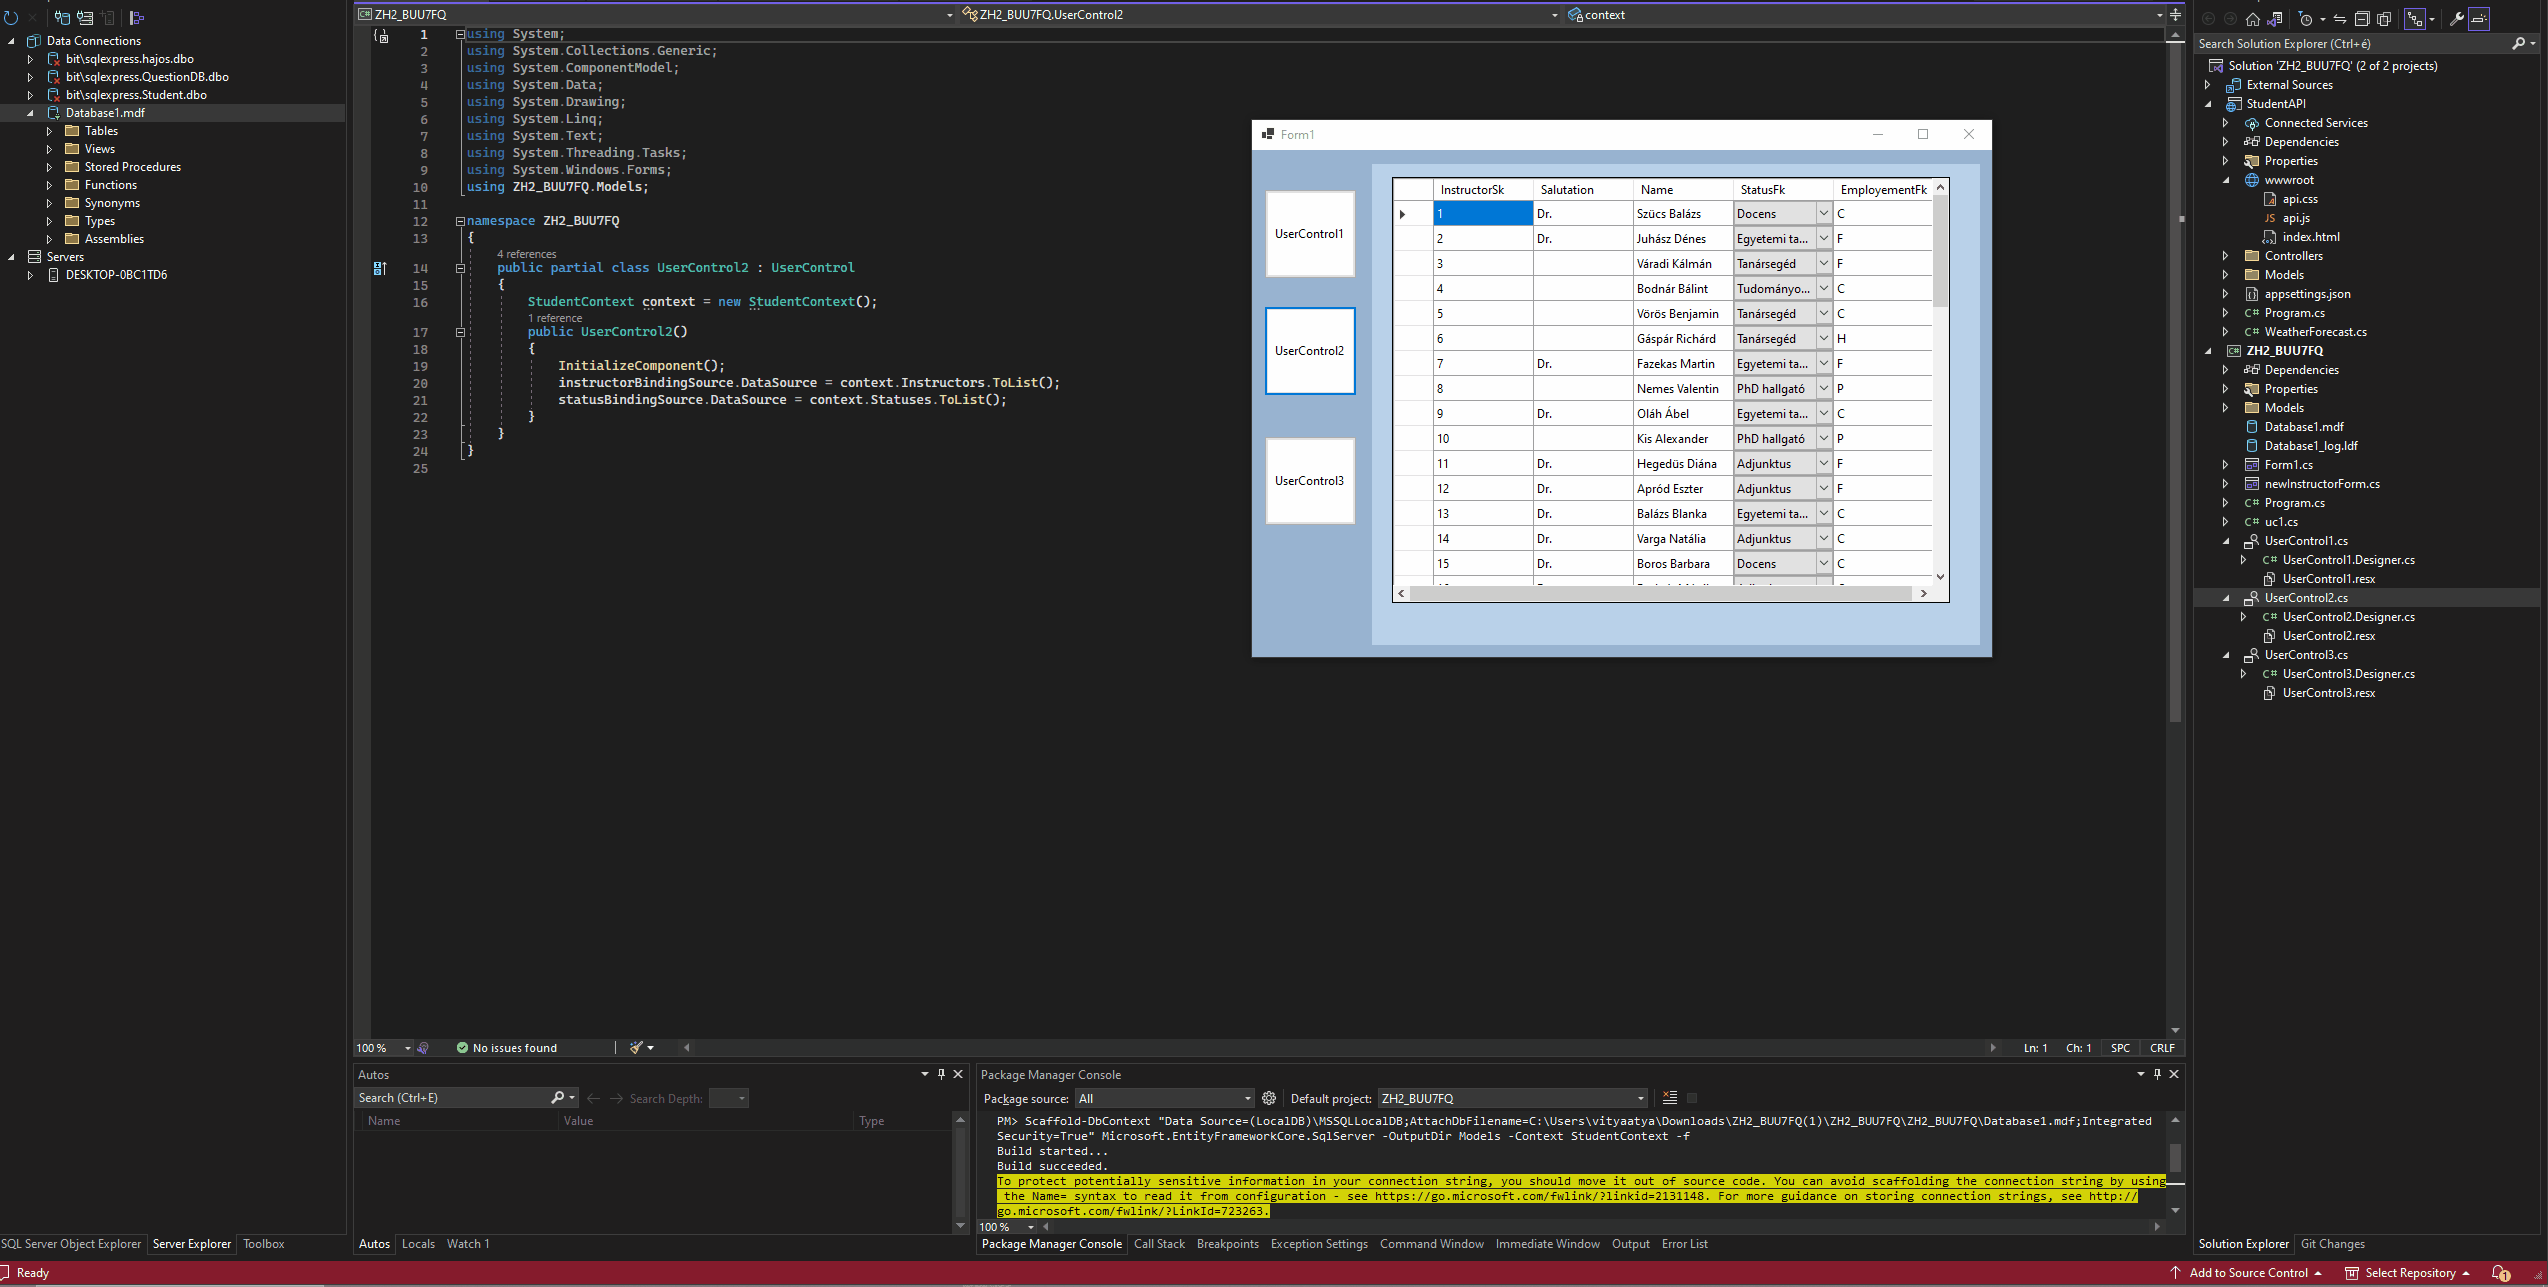 Data Connections
bit\sqlexpress.hajos.dbo
bit\sqlexpress.QuestionDB.dbo
bit\sqlexpress.Student.dbo
Database1.mdf
Tables
Views
Stored Procedures
Functions
Synonyms
Types
Assemblies
Servers
DESKTOP-0BC1TD6
SQL Server Object Explorer Server Explorer Toolbox
ZH2_BUU7FQ ZH2_BUU7FQ.UserControl2 context
1 using System;
2 using System.Collections.Generic;
3 using System.ComponentModel;
4 using System.Data;
5 using System.Drawing;
6 using System.Linq;
7 using System.Text;
8 using System.Threading.Tasks;
9 using System.Windows.Forms;
10 using ZH2_BUU7FQ.Models;
11
12 namespace ZH2_BUU7FQ
13 {
4 references
14 public partial class UserControl2 : UserControl
15 {
16 StudentContext context = new StudentContext();
1 reference
17 public UserControl2()
18 {
19 InitializeComponent();
20 instructorBindingSource.DataSource = context.Instructors.ToList();
21 statusBindingSource.DataSource = context.Statuses.ToList();
22 }
23 }
24 }
25
Form1
UserControl1
UserControl2
UserControl3
InstructorSk Salutation Name StatusFk EmployementFk
1 Dr. Szücs Balázs Docens C
2 Dr. Juhász Dénes Egyetemi ta... F
3 Váradi Kálmán Tanársegéd F
4 Bodnár Bálint Tudományo... C
5 Vörös Benjamin Tanársegéd C
6 Gáspár Richárd Tanársegéd H
7 Dr. Fazekas Martin Egyetemi ta... F
8 Nemes Valentin PhD hallgató P
9 Dr. Oláh Ábel Egyetemi ta... C
10 Kis Alexander PhD hallgató P
11 Dr. Hegedüs Diána Adjunktus F
12 Dr. Apród Eszter Adjunktus F
13 Dr. Balázs Blanka Egyetemi ta... C
14 Dr. Varga Natália Adjunktus C
15 Dr. Boros Barbara Docens C
100 % No issues found Ln: 1 Ch: 1 SPC CRLF
Autos
Search (Ctrl+E) Search Depth:
Name Value Type
Autos Locals Watch 1
Package Manager Console
Package source: All Default project: ZH2_BUU7FQ
PM> Scaffold-DbContext "Data Source=(LocalDB)\MSSQLLocalDB;AttachDbFilename=C:\Users\vityaatya\Downloads\ZH2_BUU7FQ(1)\ZH2_BUU7FQ\ZH2_BUU7FQ\Database1.mdf;Integrated
Security=True" Microsoft.EntityFrameworkCore.SqlServer -OutputDir Models -Context StudentContext -f
Build started...
Build succeeded.
To protect potentially sensitive information in your connection string, you should move it out of source code. You can avoid scaffolding the connection string by using
the Name= syntax to read it from configuration - see https://go.microsoft.com/fwlink/?linkid=2131148. For more guidance on storing connection strings, see http://
go.microsoft.com/fwlink/?LinkId=723263.
100 %
Package Manager Console Call Stack Breakpoints Exception Settings Command Window Immediate Window Output Error List
Search Solution Explorer (Ctrl+é)
Solution 'ZH2_BUU7FQ' (2 of 2 projects)
External Sources
StudentAPI
Connected Services
Dependencies
Properties
wwwroot
api.css
JS api.js
index.html
Controllers
Models
appsettings.json
C# Program.cs
C# WeatherForecast.cs
C# ZH2_BUU7FQ
Dependencies
Properties
Models
Database1.mdf
Database1_log.ldf
Form1.cs
newInstructorForm.cs
C# Program.cs
C# uc1.cs
UserControl1.cs
C# UserControl1.Designer.cs
UserControl1.resx
UserControl2.cs
C# UserControl2.Designer.cs
UserControl2.resx
UserControl3.cs
C# UserControl3.Designer.cs
UserControl3.resx
Solution Explorer Git Changes
Ready Add to Source Control Select Repository 1